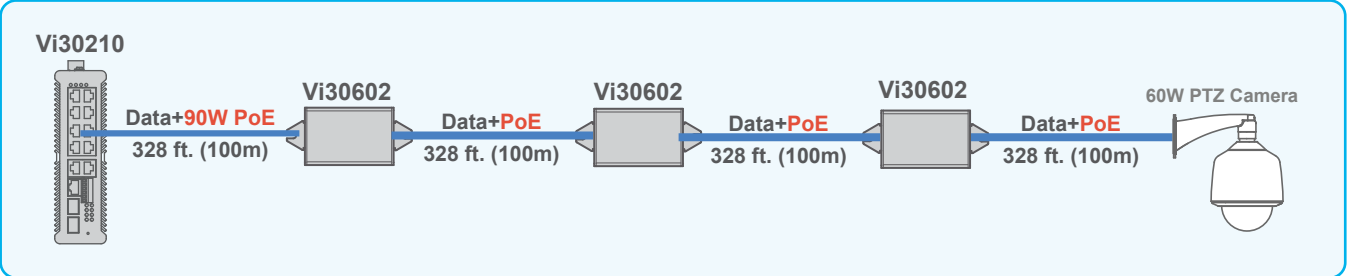 Vi30210
Vi30602
Vi30602
Vi30602
60W PTZ Camera
Data+90W PoE
328 ft. (100m)
Data+PoE
328 ft. (100m)
Data+PoE
328 ft. (100m)
Data+PoE
328 ft. (100m)